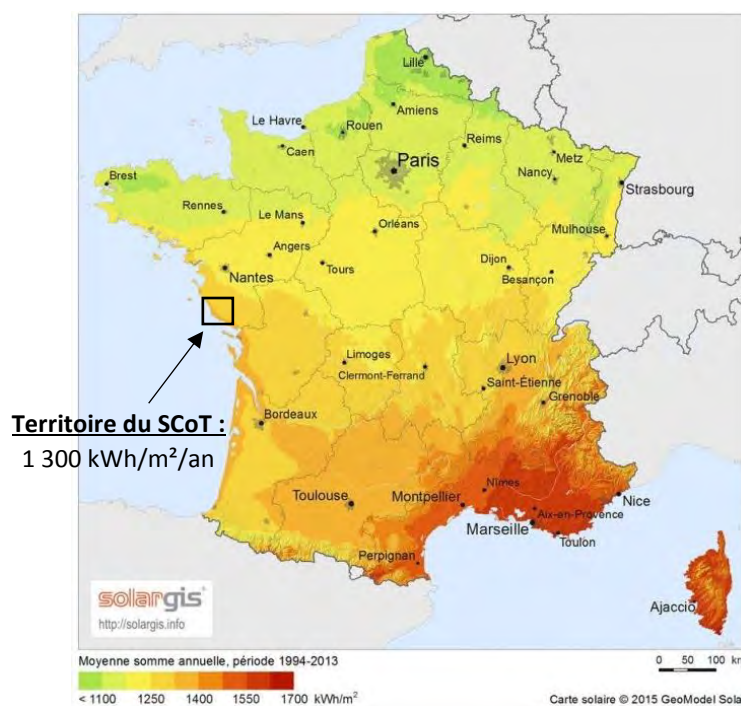 Lille
Amiens
Le Havre
Rouen
Caen
Reims
Metz
Paris
Nancy
Strasbourg
Brest
Rennes
Le Mans
Orléans
Mulhouse
Angers
Tours
Dijon
Besançon
Nantes
Limoges
Clermont-Ferrand
Lyon
Saint-Étienne
Grenoble
Territoire du SCoT :
1 300 kWh/m²/an
Bordeaux
Toulouse
Montpellier
Nîmes
Nice
Aix-en-Provence
Marseille
Toulon
Perpignan
Ajaccio
solargis
http://solargis.info
Moyenne somme annuelle, période 1994-2013
0 50 100 km
< 1100 1250 1400 1550 1700 kWh/m²
Carte solaire © 2015 GeoModel Sola